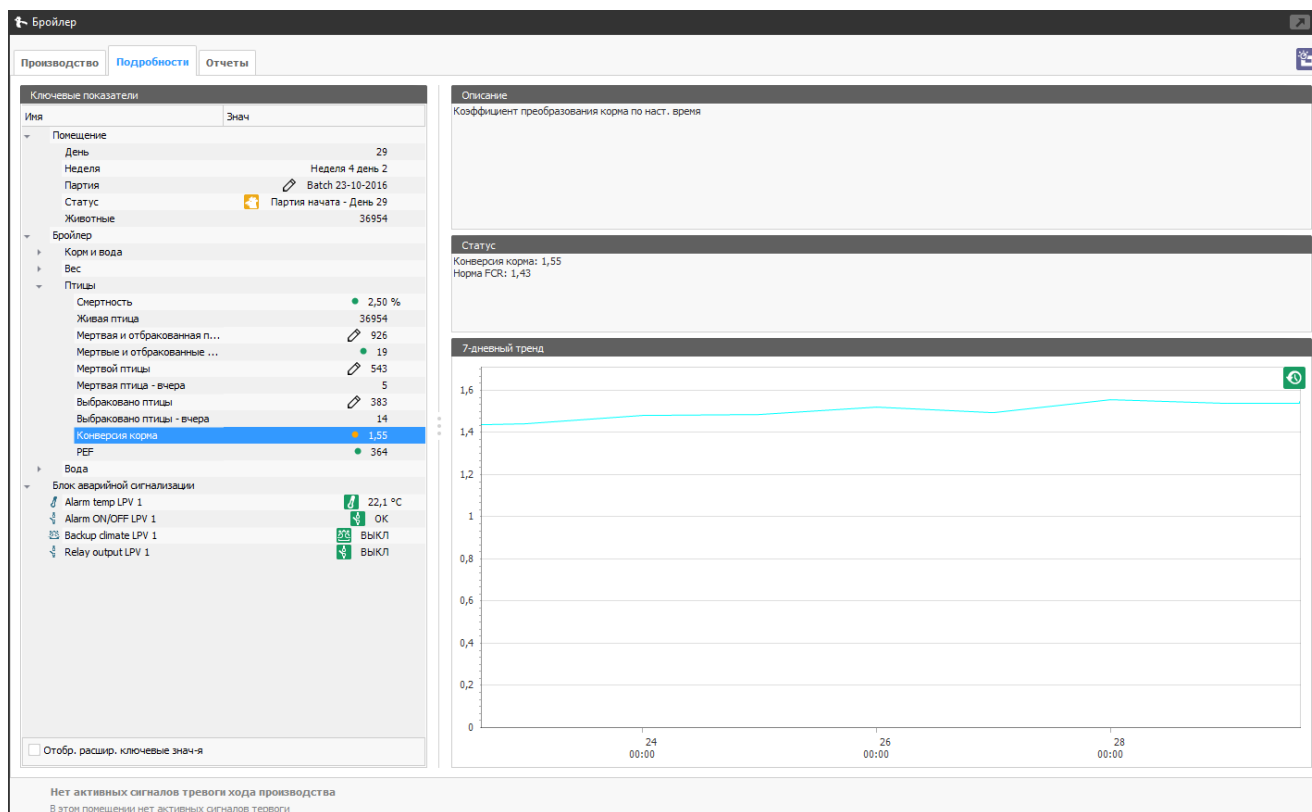 Бройлер
Производство Подробности Отчеты
Ключевые показатели
Имя Знач
Помещение
День 29
Неделя Неделя 4 день 2
Партия Batch 23-10-2016
Статус Партия начата - День 29
Животные 36954
Бройлер
Корм и вода
Вес
Птицы
Смертность 2,50 %
Живая птица 36954
Мертвая и отбракованная п... 926
Мертвые и отбракованные ... 19
Мертвой птицы 543
Мертвая птица - вчера 5
Выбраковано птицы 383
Выбраковано птицы - вчера 14
Конверсия корма 1,55
PEF 364
Вода
Блок аварийной сигнализации
Alarm temp LPV 1 22,1 °C
Alarm ON/OFF LPV 1 OK
Backup climate LPV 1 ВЫКЛ
Relay output LPV 1 ВЫКЛ
Отобр. расшир. ключевые знач-я
Описание
Коэффициент преобразования корма по наст. время
Статус
Конверсия корма: 1,55
Норма FCR: 1,43
7-дневный тренд
1,6
1,4
1,2
1
0,8
0,6
0,4
0,2
0
24 26 28
00:00 00:00 00:00
Нет активных сигналов тревоги хода производства
В этом помещении нет активных сигналов тервоги